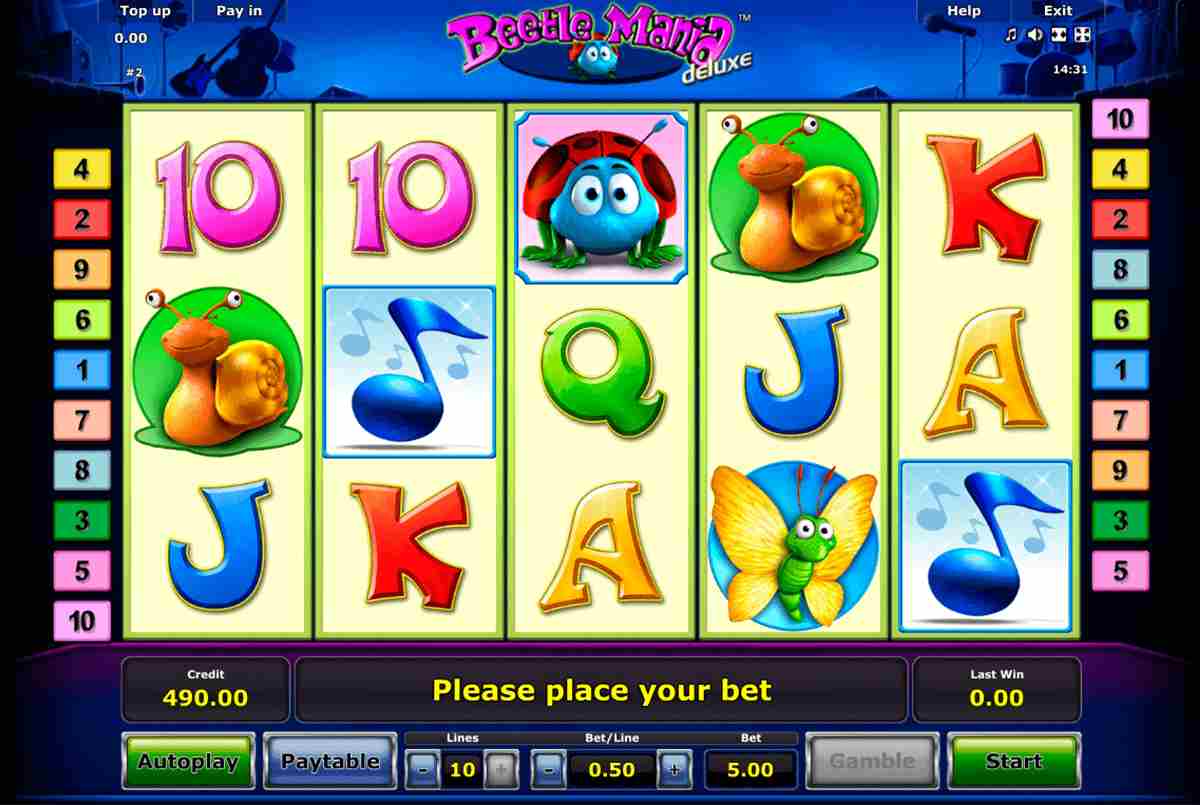 Top up Pay in Beetle Mania™ Help Exit
0.00 deluxe
#2 14:31
10
4 10 10 K 4
2 2
9 8
6 Q J A 6
1 1
7 7
8 J K A 9
3 3
5 5
10
Credit Please place your bet Last Win
490.00 0.00
Lines Bet/Line Bet
Autoplay Paytable - 10 + - 0.50 + 5.00 Gamble Start